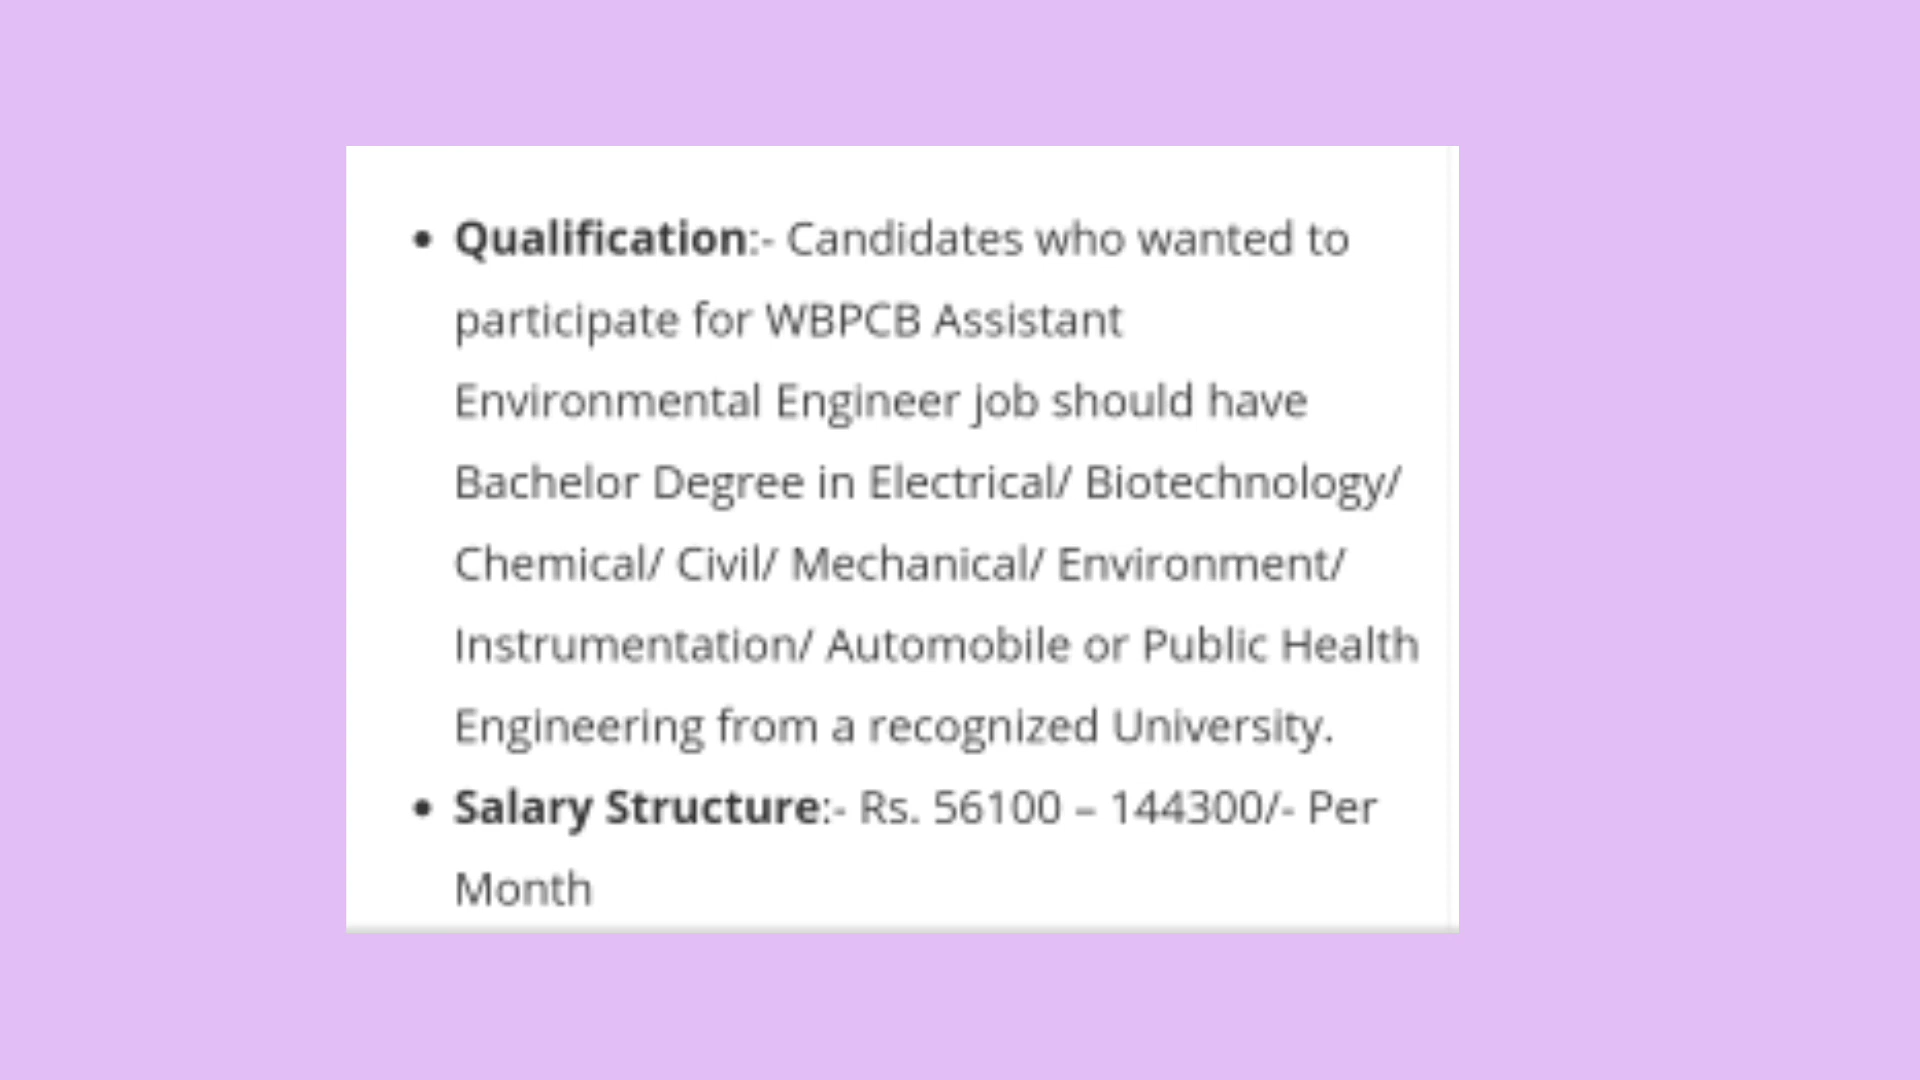 • Qualification:- Candidates who wanted to
participate for WBPCB Assistant
Environmental Engineer job should have
Bachelor Degree in Electrical/ Biotechnology/
Chemical/ Civil/ Mechanical/ Environment/
Instrumentation/ Automobile or Public Health
Engineering from a recognized University.
• Salary Structure:- Rs. 56100 – 144300/- Per
Month